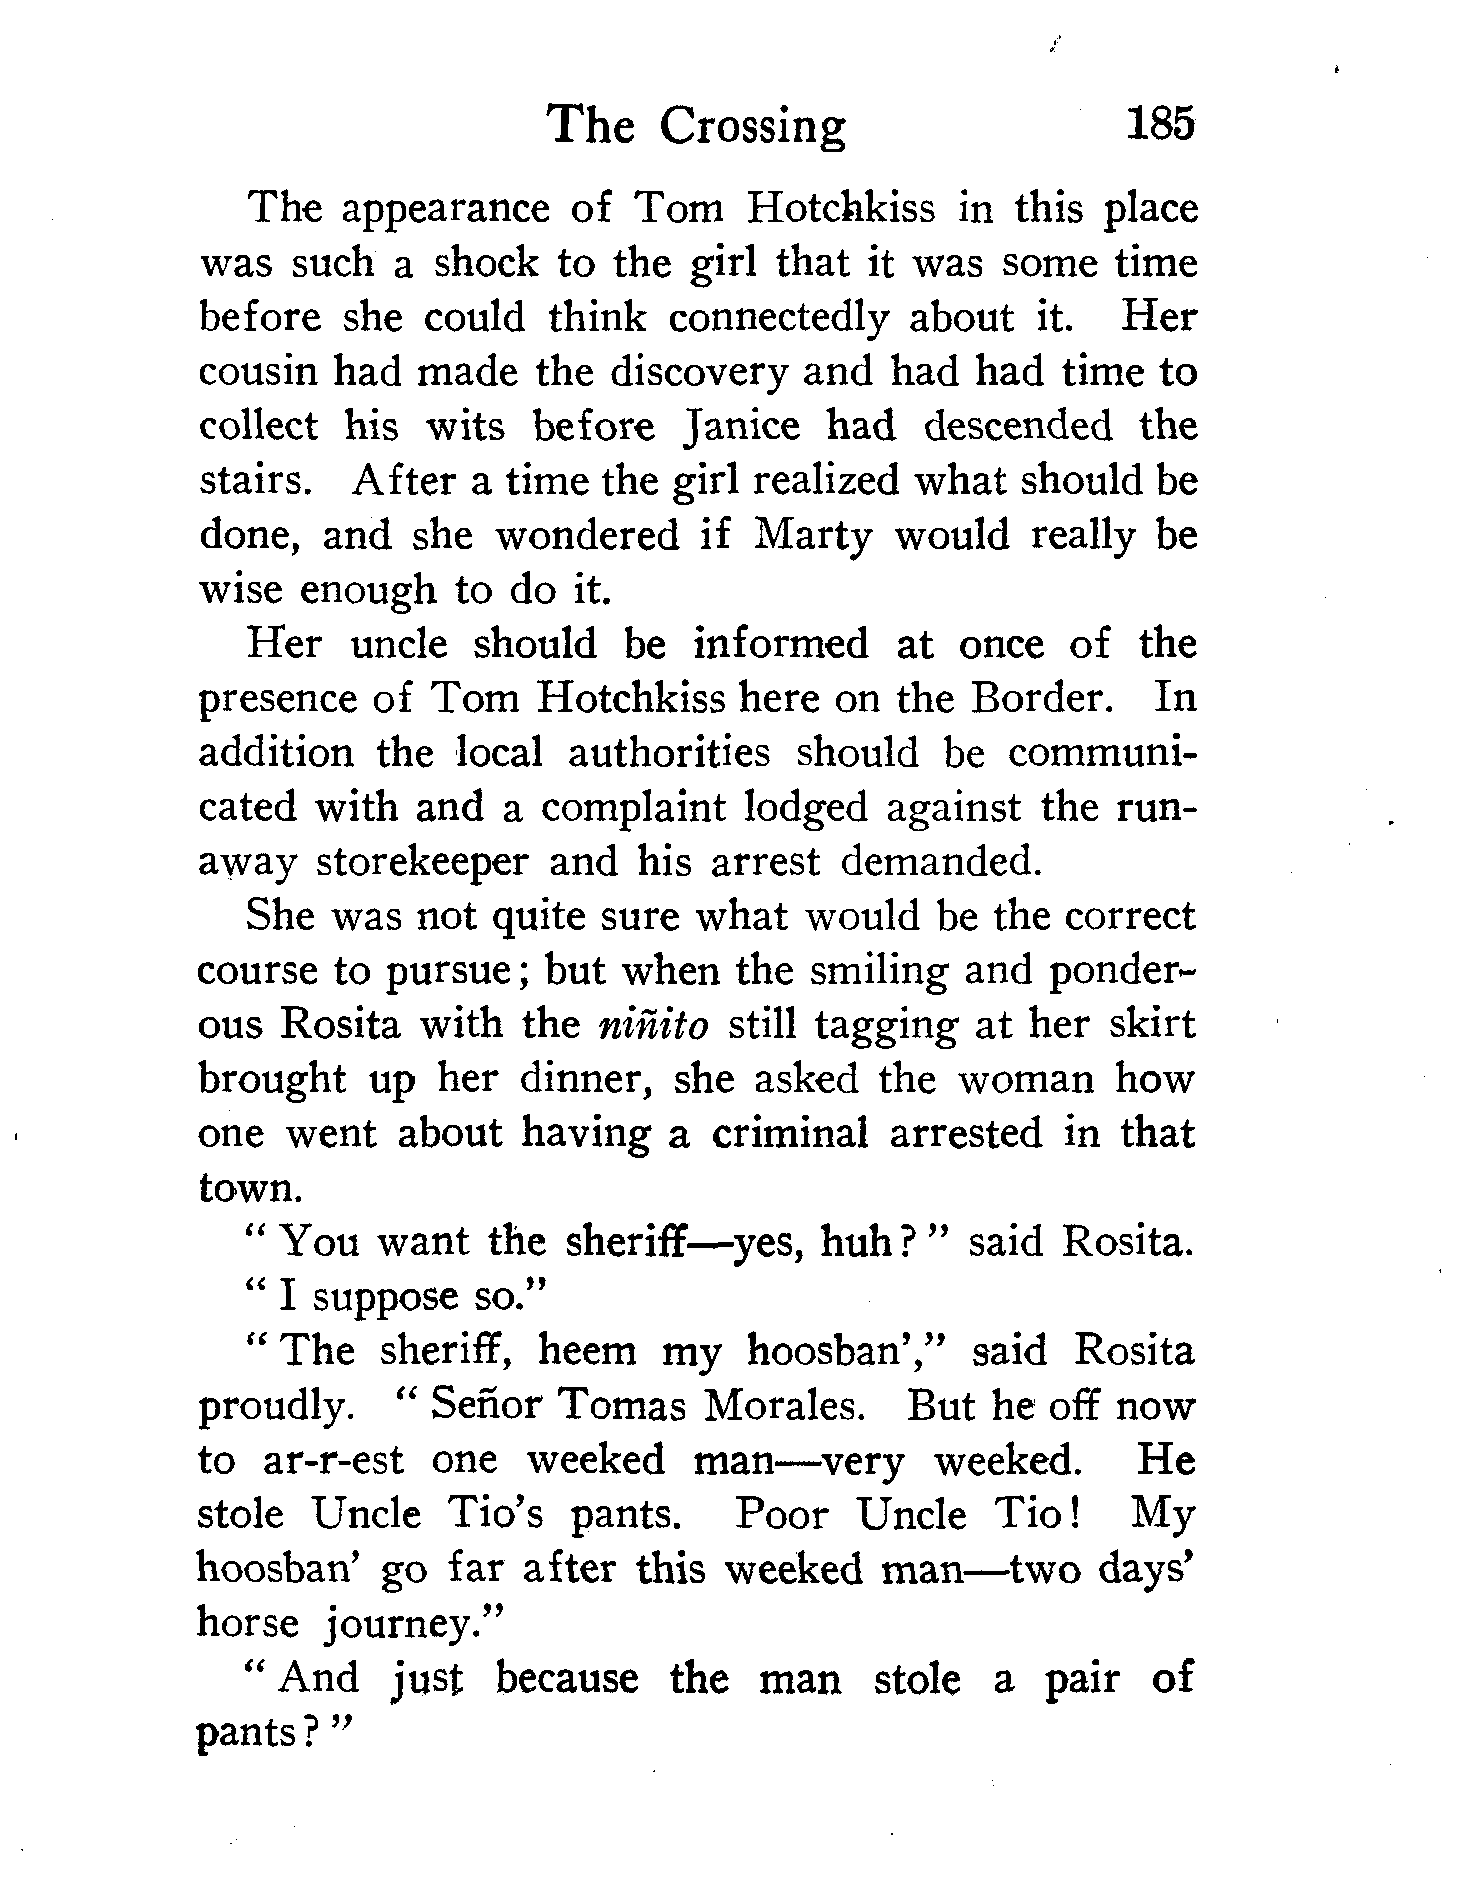 The Crossing 185
The appearance of Tom Hotchkiss in this place
was such a shock to the girl that it was some time
before she could think connectedly about it. Her
cousin had made the discovery and had had time to
collect his wits before Janice had descended the
stairs. After a time the girl realized what should be
done, and she wondered if Marty would really be
wise enough to do it.
Her uncle should be informed at once of the
presence of Tom Hotchkiss here on the Border. In
addition the local authorities should be communi-
cated with and a complaint lodged against the run-
away storekeeper and his arrest demanded.
She was not quite sure what would be the correct
course to pursue; but when the smiling and ponder-
ous Rosita with the niñito still tagging at her skirt
brought up her dinner, she asked the woman how
one went about having a criminal arrested in that
town.
“ You want the sheriff—yes, huh? ” said Rosita.
“ I suppose so.”
“ The sheriff, heem my hoosban’,” said Rosita
proudly. “ Señor Tomas Morales. But he off now
to ar-r-est one weeked man—very weeked. He
stole Uncle Tio’s pants. Poor Uncle Tio! My
hoosban’ go far after this weeked man—two days’
horse journey.”
“ And just because the man stole a pair of
pants? ”